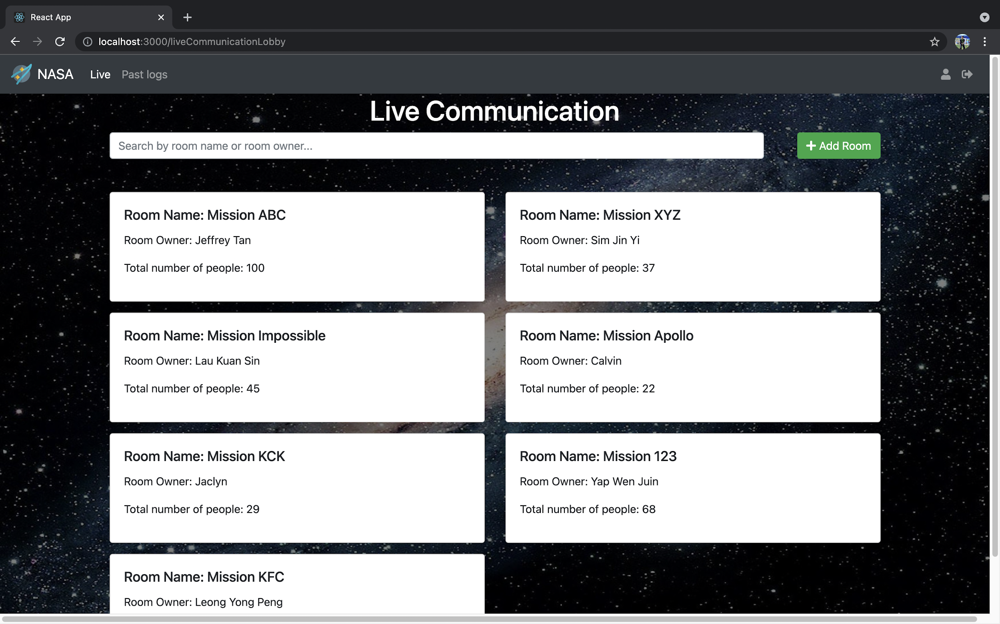 React App
localhost:3000/liveCommunicationLobby
NASA Live Past logs
Live Communication
Search by room name or room owner...
Add Room
Room Name: Mission ABC
Room Owner: Jeffrey Tan
Total number of people: 100
Room Name: Mission XYZ
Room Owner: Sim Jin Yi
Total number of people: 37
Room Name: Mission Impossible
Room Owner: Lau Kuan Sin
Total number of people: 45
Room Name: Mission Apollo
Room Owner: Calvin
Total number of people: 22
Room Name: Mission KCK
Room Owner: Jaclyn
Total number of people: 29
Room Name: Mission 123
Room Owner: Yap Wen Juin
Total number of people: 68
Room Name: Mission KFC
Room Owner: Leong Yong Peng